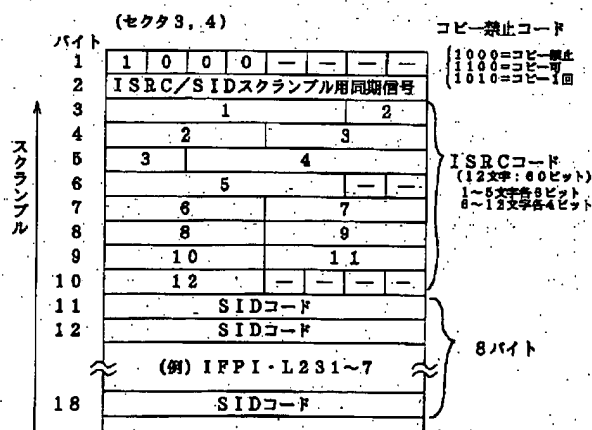 (セクタ3, 4)
コピー禁止コード
バイト
1 1 0 0 0 — — — —
1000=コピー禁止
1100=コピー可
1010=コピー1回
2 ISRC/SIDスクランブル用同期信号
3 1 2
4 2 3
5 3 4
6 5 — —
7 6 7
8 8 9
9 10 11
10 12 — — — —
スクランブル
ISRCコード
(12文字:60ビット)
1~5文字各6ビット
6~12文字各4ビット
11 SIDコード
12 SIDコード
(例) IFPI・L231~7
8バイト
18 SIDコード